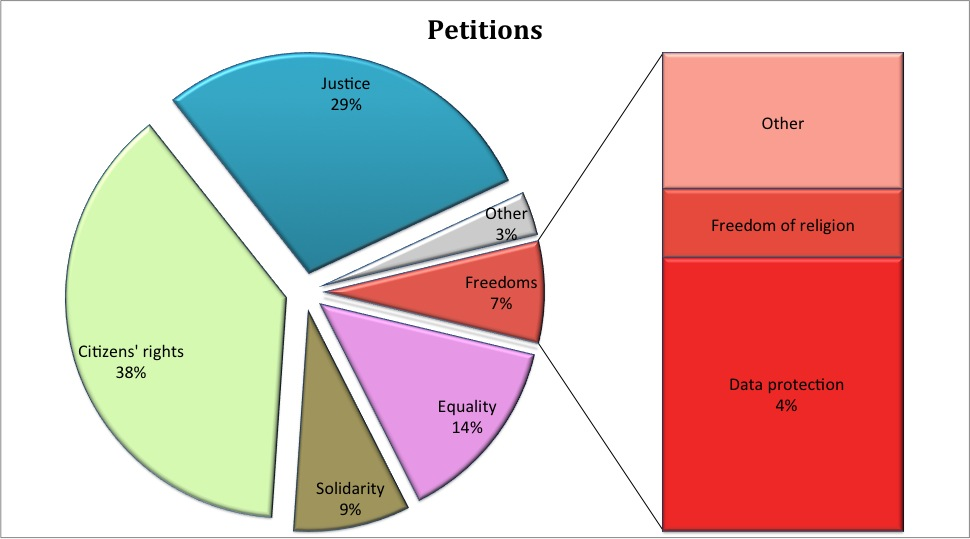 Petitions
Justice
29%
Other
3%
Freedoms
7%
Equality
14%
Solidarity
9%
Citizens' rights
38%
Other
Freedom of religion
Data protection
4%